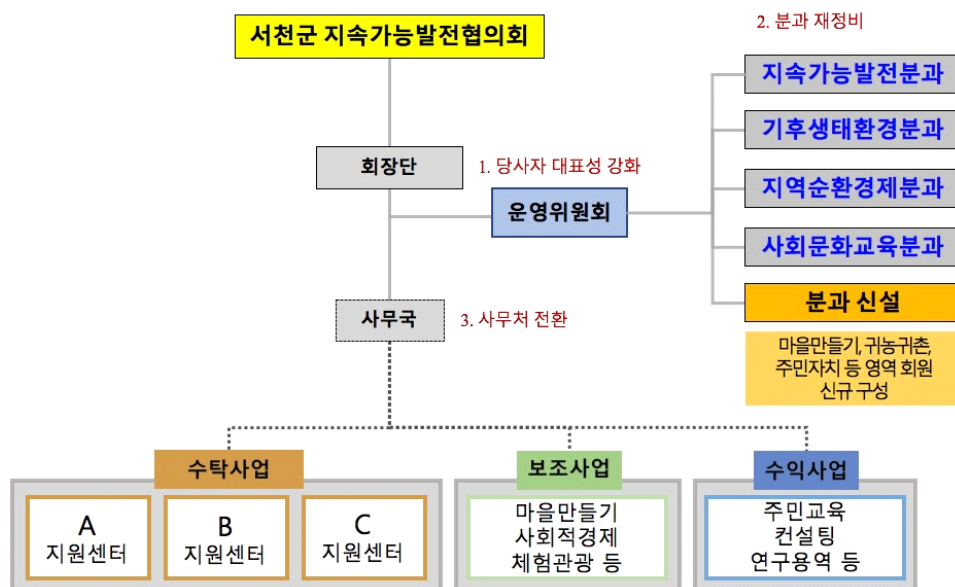 서천군 지속가능발전협의회
2. 분과 재정비
지속가능발전분과
기후생태환경분과
회장단
1. 당사자 대표성 강화
지역순환경제분과
운영위원회
사회문화교육분과
분과 신설
사무국
3. 사무처 전환
마을만들기, 귀농귀촌,
주민자치 등 영역 회원
신규 구성
수탁사업
A
지원센터
B
지원센터
C
지원센터
보조사업
마을만들기
사회적경제
체험관광 등
수익사업
주민교육
컨설팅
연구용역 등